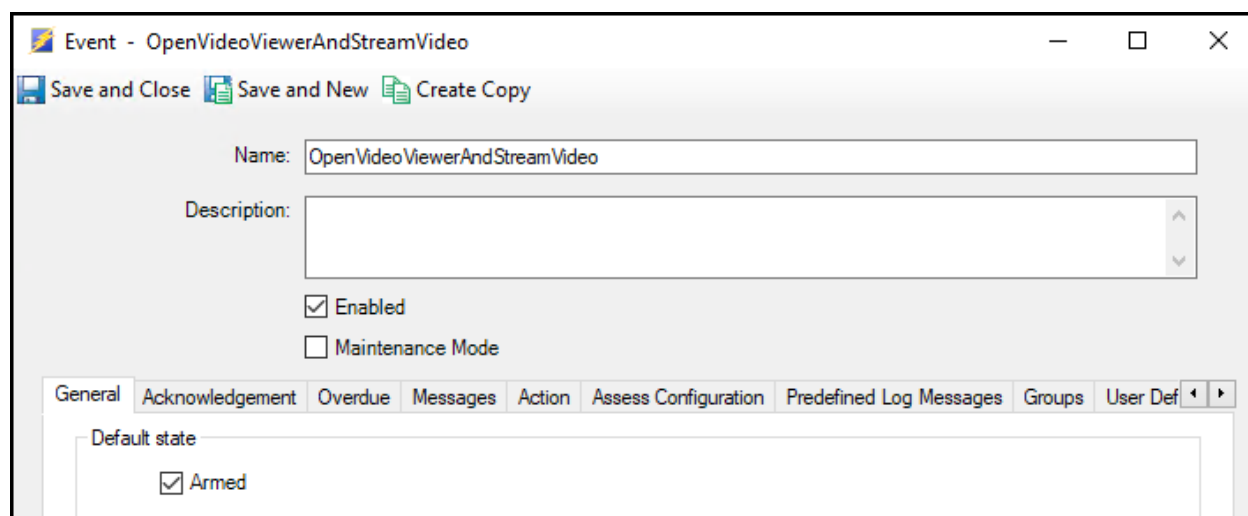 Event - OpenVideoViewerAndStreamVideo
Save and Close Save and New Create Copy
Name: OpenVideoViewerAndStreamVideo
Description:
Enabled
Maintenance Mode
General Acknowledgement Overdue Messages Action Assess Configuration Predefined Log Messages Groups User Def
Default state
Armed